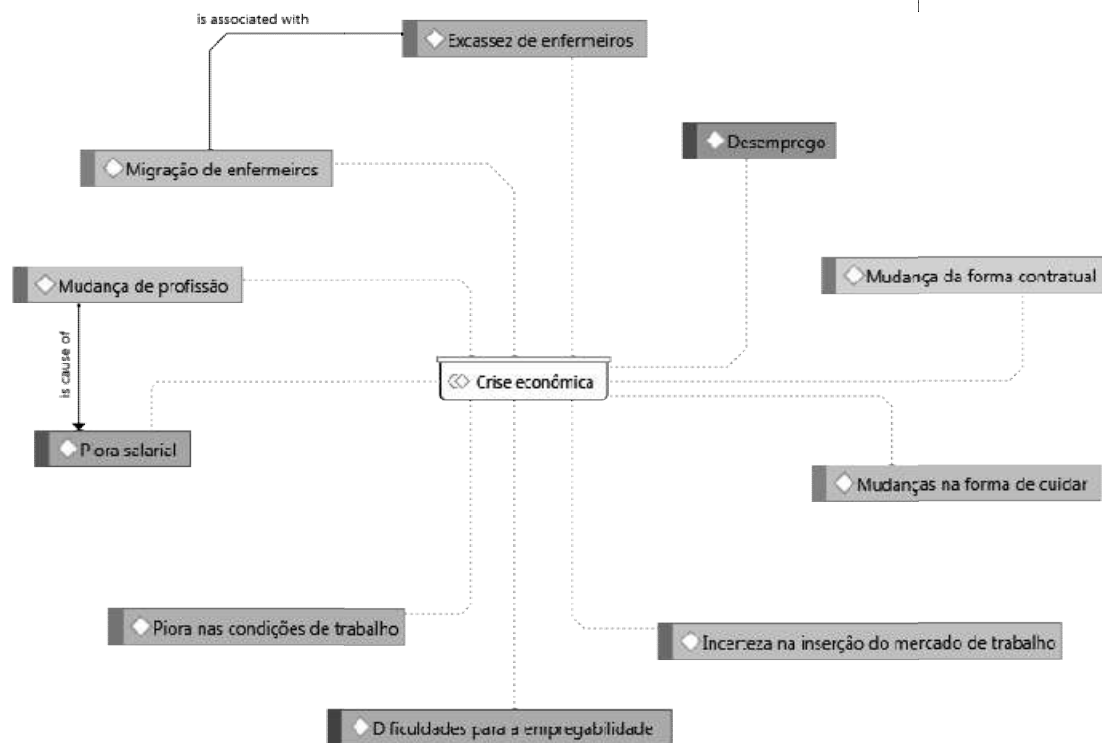 is associated with
Excassez de enfermeiros
Desemprego
Migração de enfermeiros
Mudança da forma contratual
Mudança de profissão
is cause of
Crise econômica
Piora salarial
Mudanças na forma de cuidar
Piora nas condições de trabalho
Incerteza na inserção do mercado de trabalho
Dificuldades para a empregabilidade